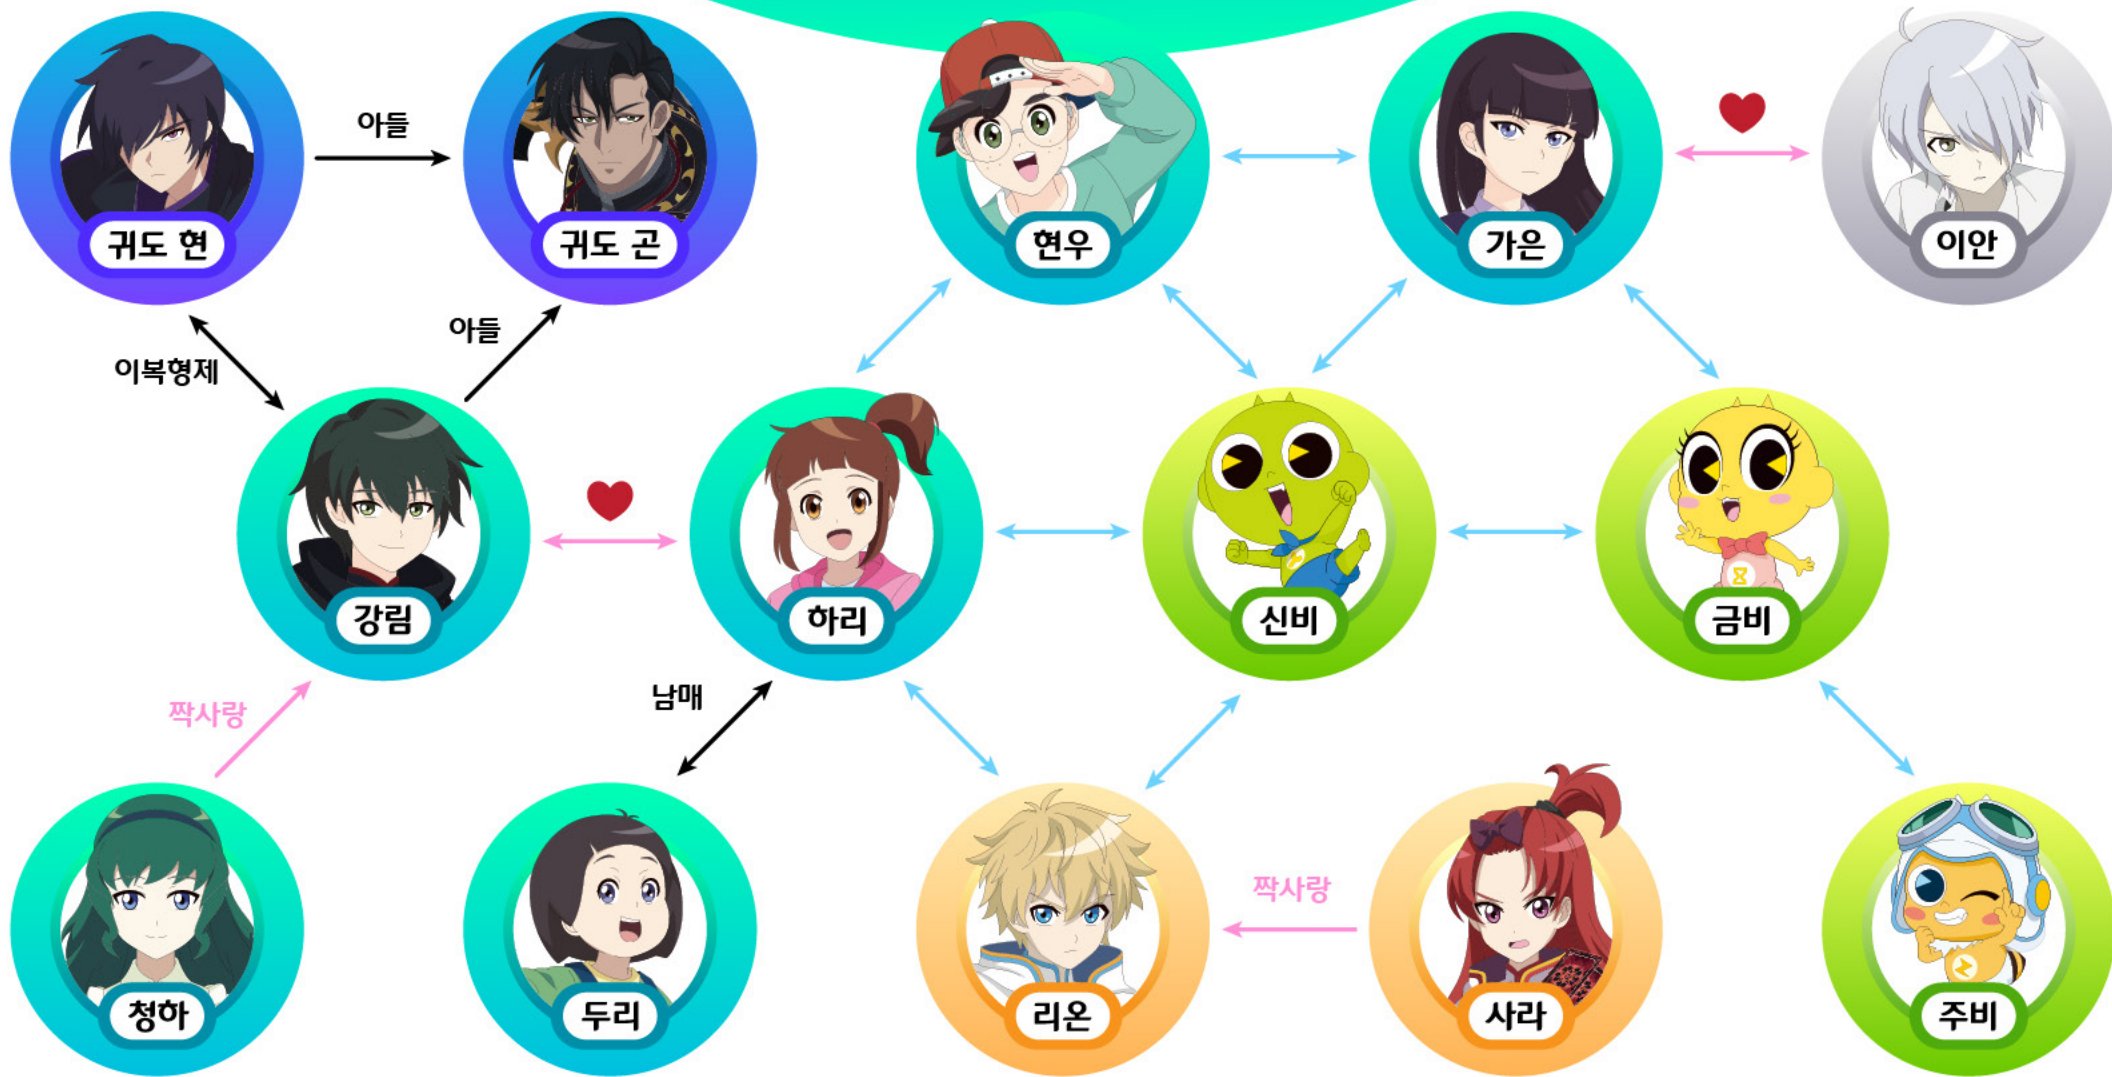 아들
귀도 현
귀도 곤
현우
가은
이안
이복형제
아들
강림
하리
신비
금비
짝사랑
남매
짝사랑
청하
두리
리온
사라
주비